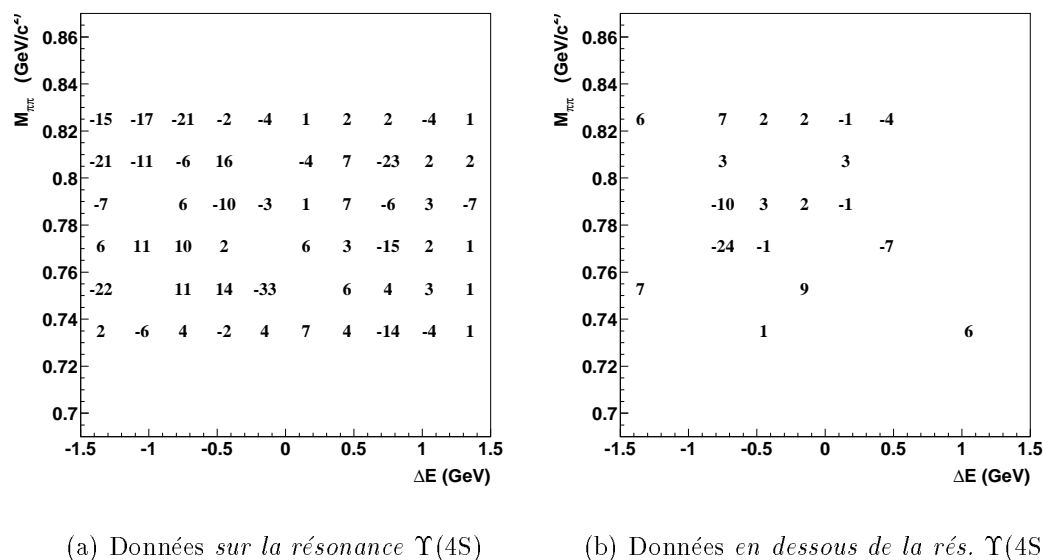 M ππ (GeV/c²)
0.86
0.84
0.82
0.8
0.78
0.76
0.74
0.72
0.7
-15 -17 -21 -2 -4 1 2 2 -4 1
-21 -11 -6 16 -4 7 -23 2 2
-7 6 -10 -3 1 7 -6 3 -7
6 11 10 2 6 3 -15 2 1
-22 11 14 -33 6 4 3 1
2 -6 4 -2 4 7 4 -14 -4 1
-1.5 -1 -0.5 0 0.5 1 1.5
ΔE (GeV)
(a) Données sur la résonance ϒ(4S)
M ππ (GeV/c²)
0.86
0.84
0.82
0.8
0.78
0.76
0.74
0.72
0.7
6 7 2 2 -1 -4
3 3
-10 3 2 -1
-24 -1 -7
7 9
1 6
-1.5 -1 -0.5 0 0.5 1 1.5
ΔE (GeV)
(b) Données en dessous de la rés. ϒ(4S